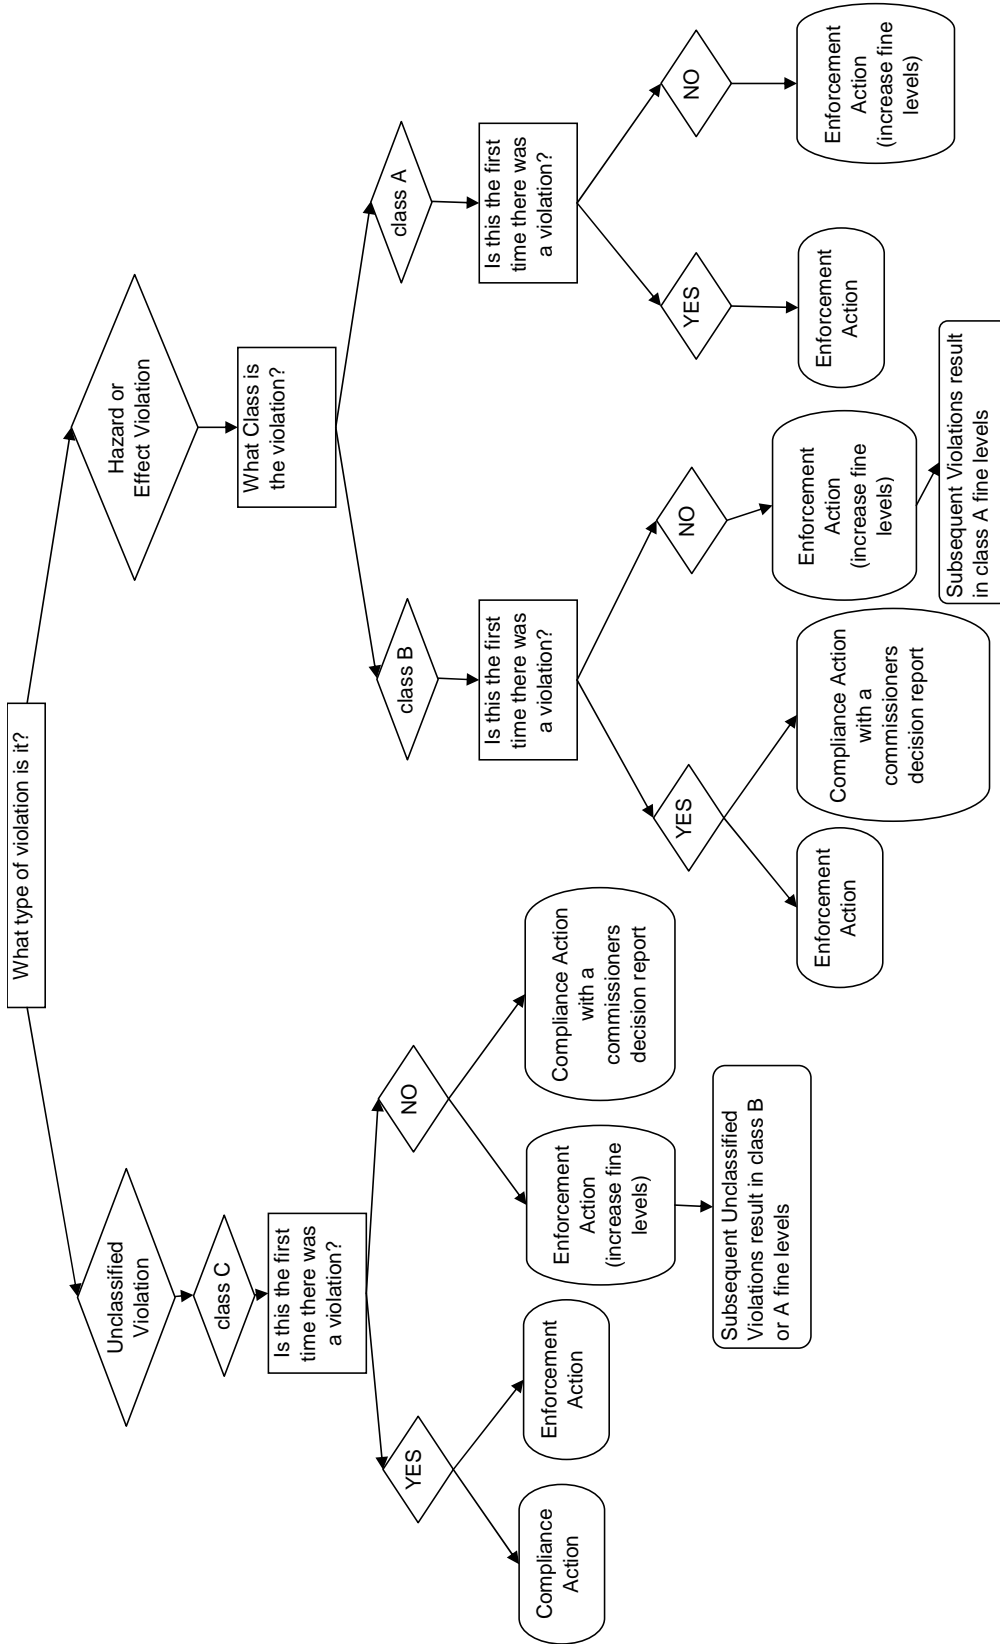 What type of violation is it?
Unclassified
Violation
Hazard or
Effect Violation
class C
What Class is
the violation?
Is this the first
time there was
a violation?
class B
class A
YES
NO
Is this the first
time there was
a violation?
Is this the first
time there was
a violation?
Compliance
Action
Enforcement
Action
Enforcement
Action
(increase fine
levels)
Compliance Action
with a
commissioners
decision report
YES
NO
YES
NO
Subsequent Unclassified
Violations result in class B
or A fine levels
Enforcement
Action
Compliance Action
with a
commissioners
decision report
Enforcement
Action
(increase fine
levels)
Enforcement
Action
Enforcement
Action
(increase fine
levels)
Subsequent Violations result
in class A fine levels